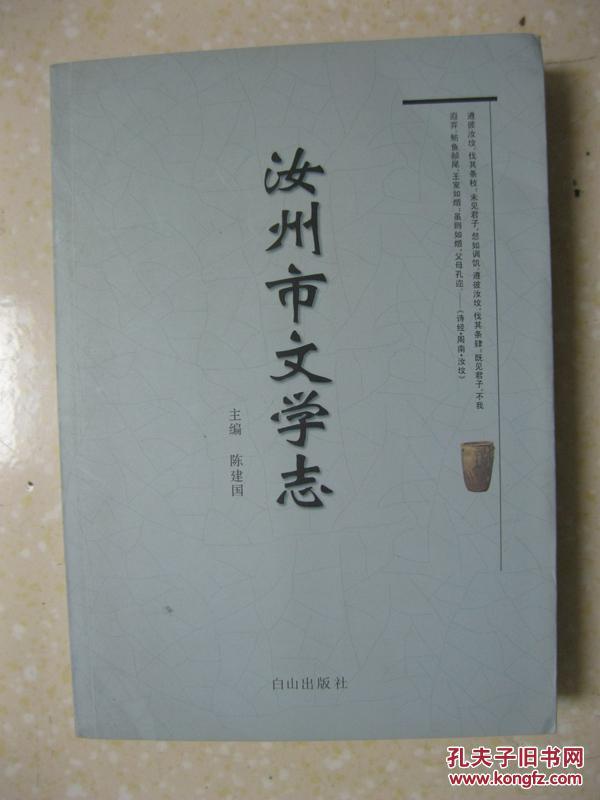 遵彼汝坟,伐其条枚,未见君子,惄如调饥,遵彼汝坟,伐其条肄,既见君子,不我
遐弃,鲂鱼赪尾,王室如燬,虽则如燬,父母孔迩。——《诗经·周南·汝坟》
汝州市文学志
主编 陈建国
白山出版社
孔夫子旧书网
www.kongfz.com